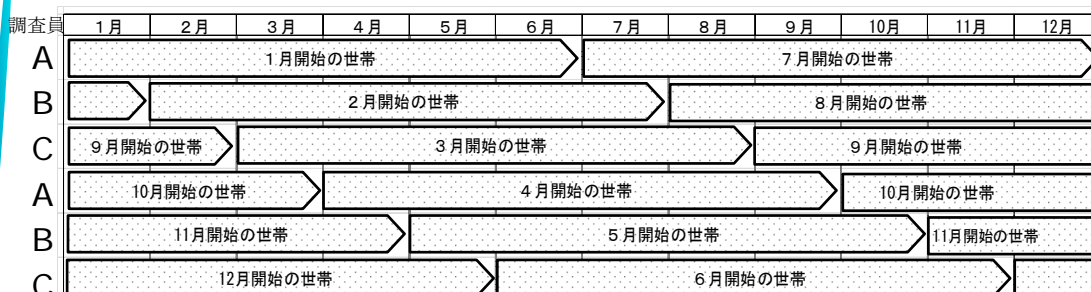 調査員 1月 2月 3月 4月 5月 6月 7月 8月 9月 10月 11月 12月
A 1月開始の世帯 7月開始の世帯
B 2月開始の世帯 8月開始の世帯
C 9月開始の世帯 3月開始の世帯 9月開始の世帯
A 10月開始の世帯 4月開始の世帯 10月開始の世帯
B 11月開始の世帯 5月開始の世帯 11月開始の世帯
C 12月開始の世帯 6月開始の世帯